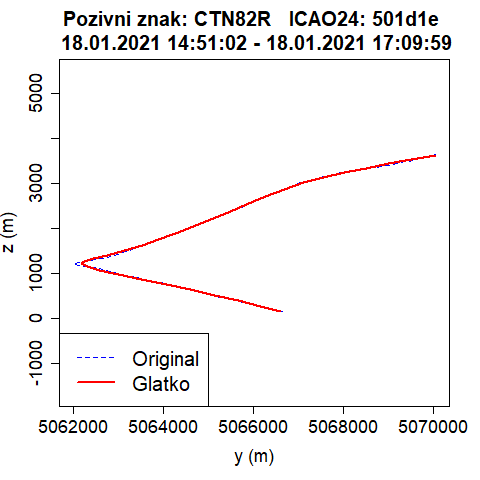 Pozivni znak: CTN82R   ICAO24: 501d1e
18.01.2021 14:51:02 - 18.01.2021 17:09:59
z (m)
5000
3000
1000
0
-1000
Original
Glatko
5062000 5064000 5066000 5068000 5070000
y (m)